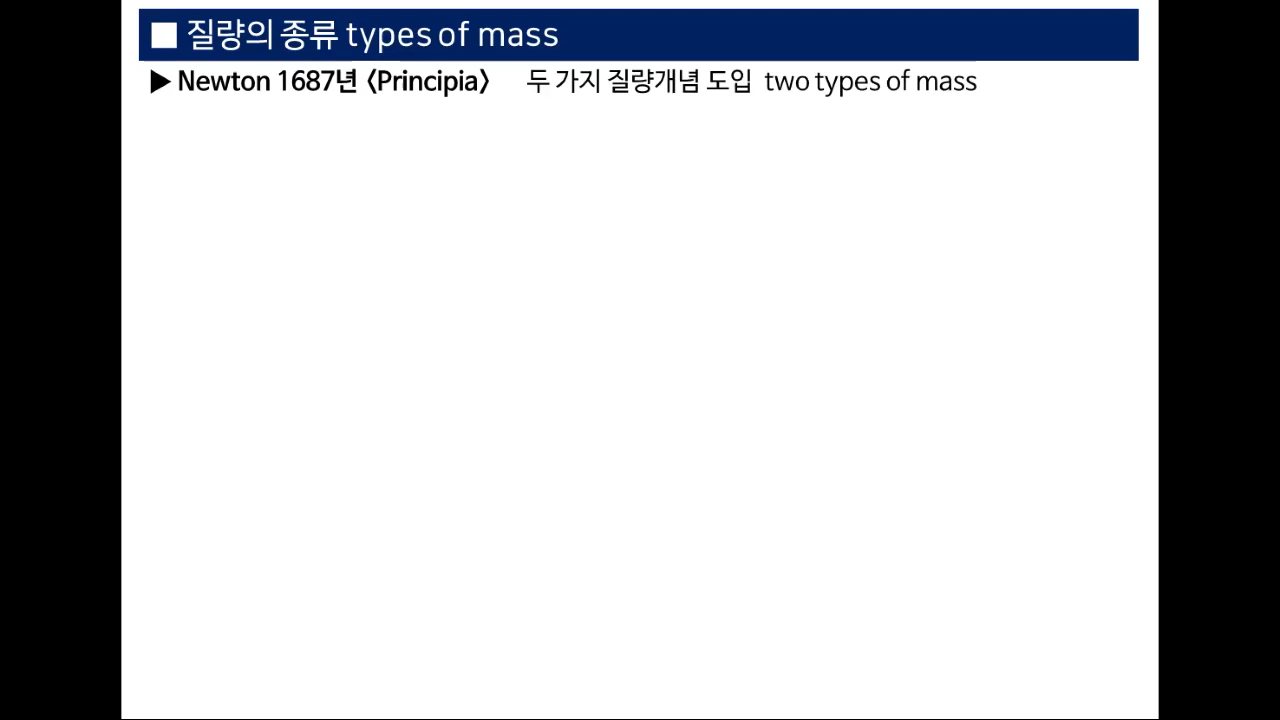 ■ 질량의 종류 types of mass
▶ Newton 1687년 〈Principia〉 두 가지 질량개념 도입 two types of mass